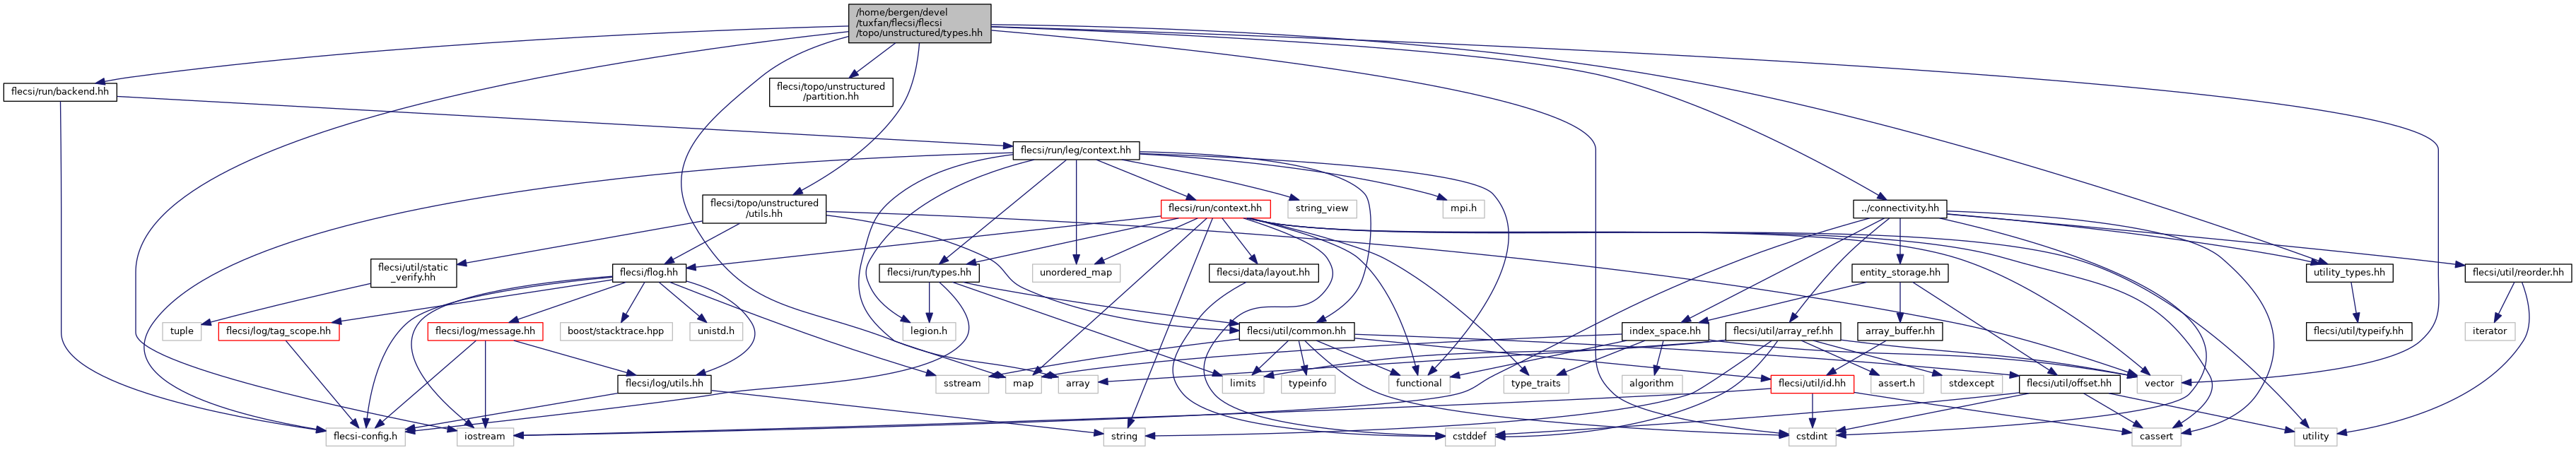 /home/bergen/devel
/tuxfan/flecsi/flecsi
/topo/unstructured/types.hh
flecsi/run/backend.hh
flecsi/topo/unstructured
/partition.hh
flecsi/run/leg/context.hh
flecsi/topo/unstructured
/utils.hh
flecsi/run/context.hh
string_view
mpi.h
../connectivity.hh
flecsi/util/static
_verify.hh
flecsi/flog.hh
flecsi/run/types.hh
unordered_map
flecsi/data/layout.hh
entity_storage.hh
utility_types.hh
flecsi/util/reorder.hh
tuple
flecsi/log/tag_scope.hh
flecsi/log/message.hh
boost/stacktrace.hpp
unistd.h
legion.h
flecsi/util/common.hh
index_space.hh
flecsi/util/array_ref.hh
array_buffer.hh
flecsi/util/typeify.hh
iterator
flecsi/log/utils.hh
sstream
map
array
limits
typeinfo
functional
type_traits
algorithm
flecsi/util/id.hh
assert.h
stdexcept
flecsi/util/offset.hh
vector
flecsi-config.h
iostream
string
cstddef
cstdint
cassert
utility